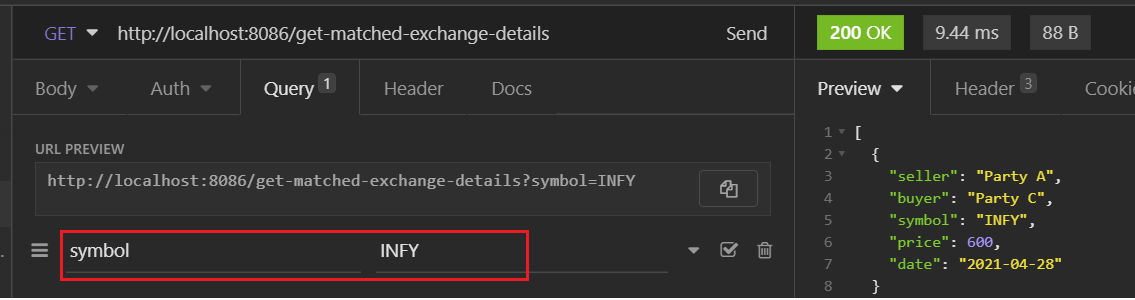 GET http://localhost:8086/get-matched-exchange-details Send
Body Auth Query 1 Header Docs
URL PREVIEW
http://localhost:8086/get-matched-exchange-details?symbol=INFY
symbol INFY
200 OK 9.44 ms 88 B
Preview Header 3 Cooki
1 [
2 {
3 "seller": "Party A",
4 "buyer": "Party C",
5 "symbol": "INFY",
6 "price": 600,
7 "date": "2021-04-28"
8 }